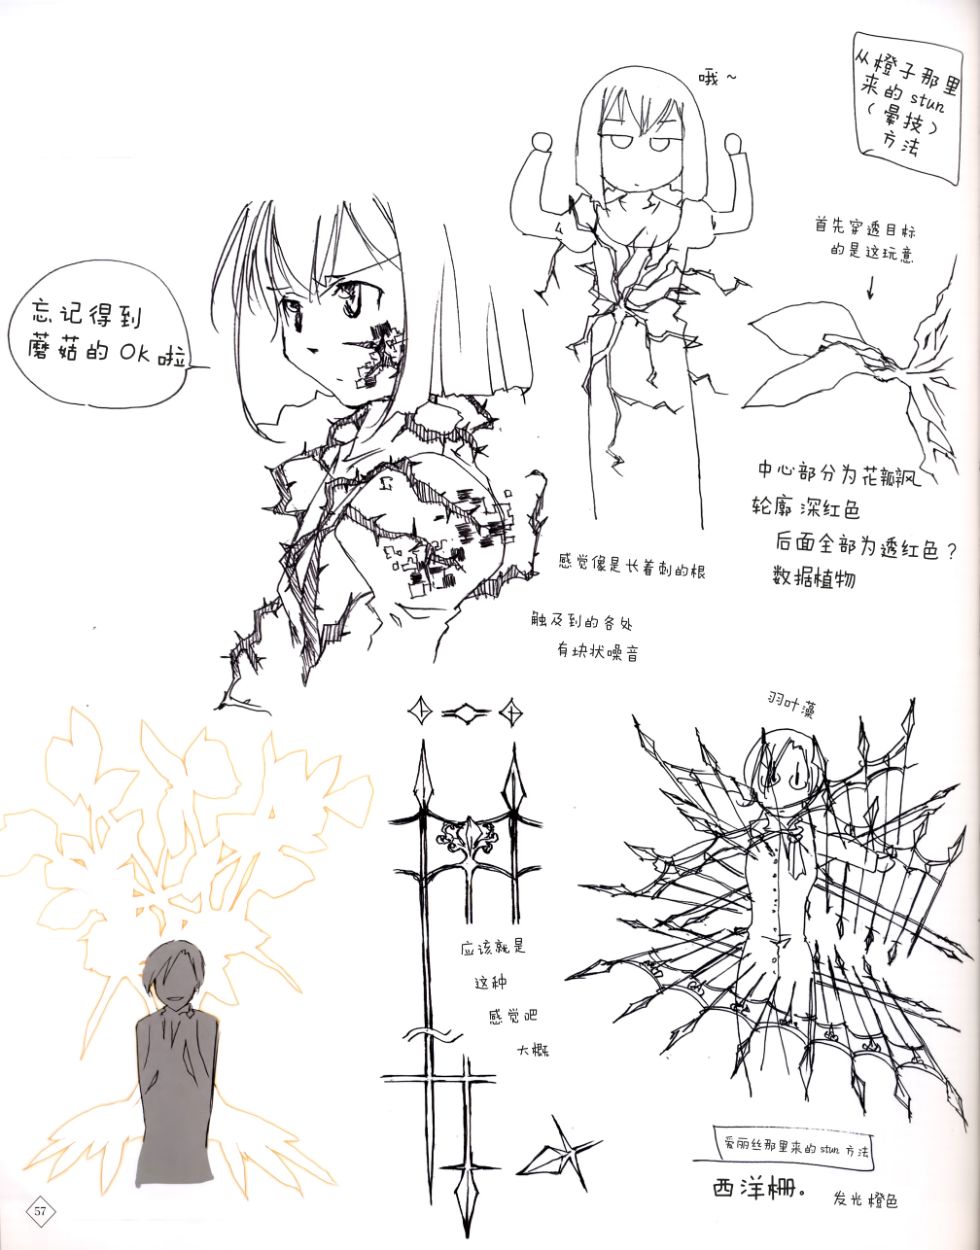 哦～
从橙子那里
来的stun
（晕技）
方法
首先穿透目标
的是这玩意
忘记得到
蘑菇的OK啦
中心部分为花瓣飘
轮廓深红色
后面全部为透红色？
数据植物
感觉像是长着刺的根
触及到的各处
有块状噪音
羽叶藻
应该就是
这种
感觉吧
大概
爱丽丝那里来的stun方法
西洋栅。
发光橙色
57